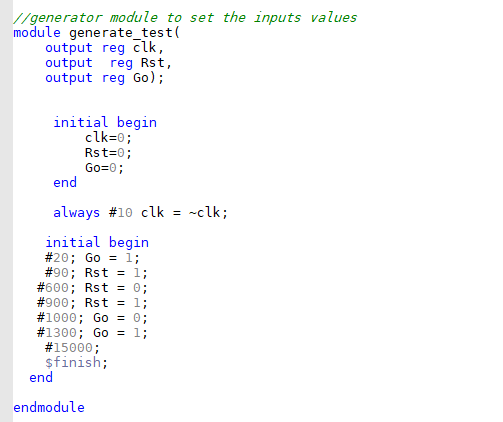 //generator module to set the inputs values
module generate_test(
    output reg clk,
    output  reg Rst,
    output reg Go);
     initial begin
         clk=0;
         Rst=0;
         Go=0;
     end
     always #10 clk = ~clk;
    initial begin
    #20; Go = 1;
    #90; Rst = 1;
   #600; Rst = 0;
   #900; Rst = 1;
   #1000; Go = 0;
   #1300; Go = 1;
    #15000;
    $finish;
  end
endmodule